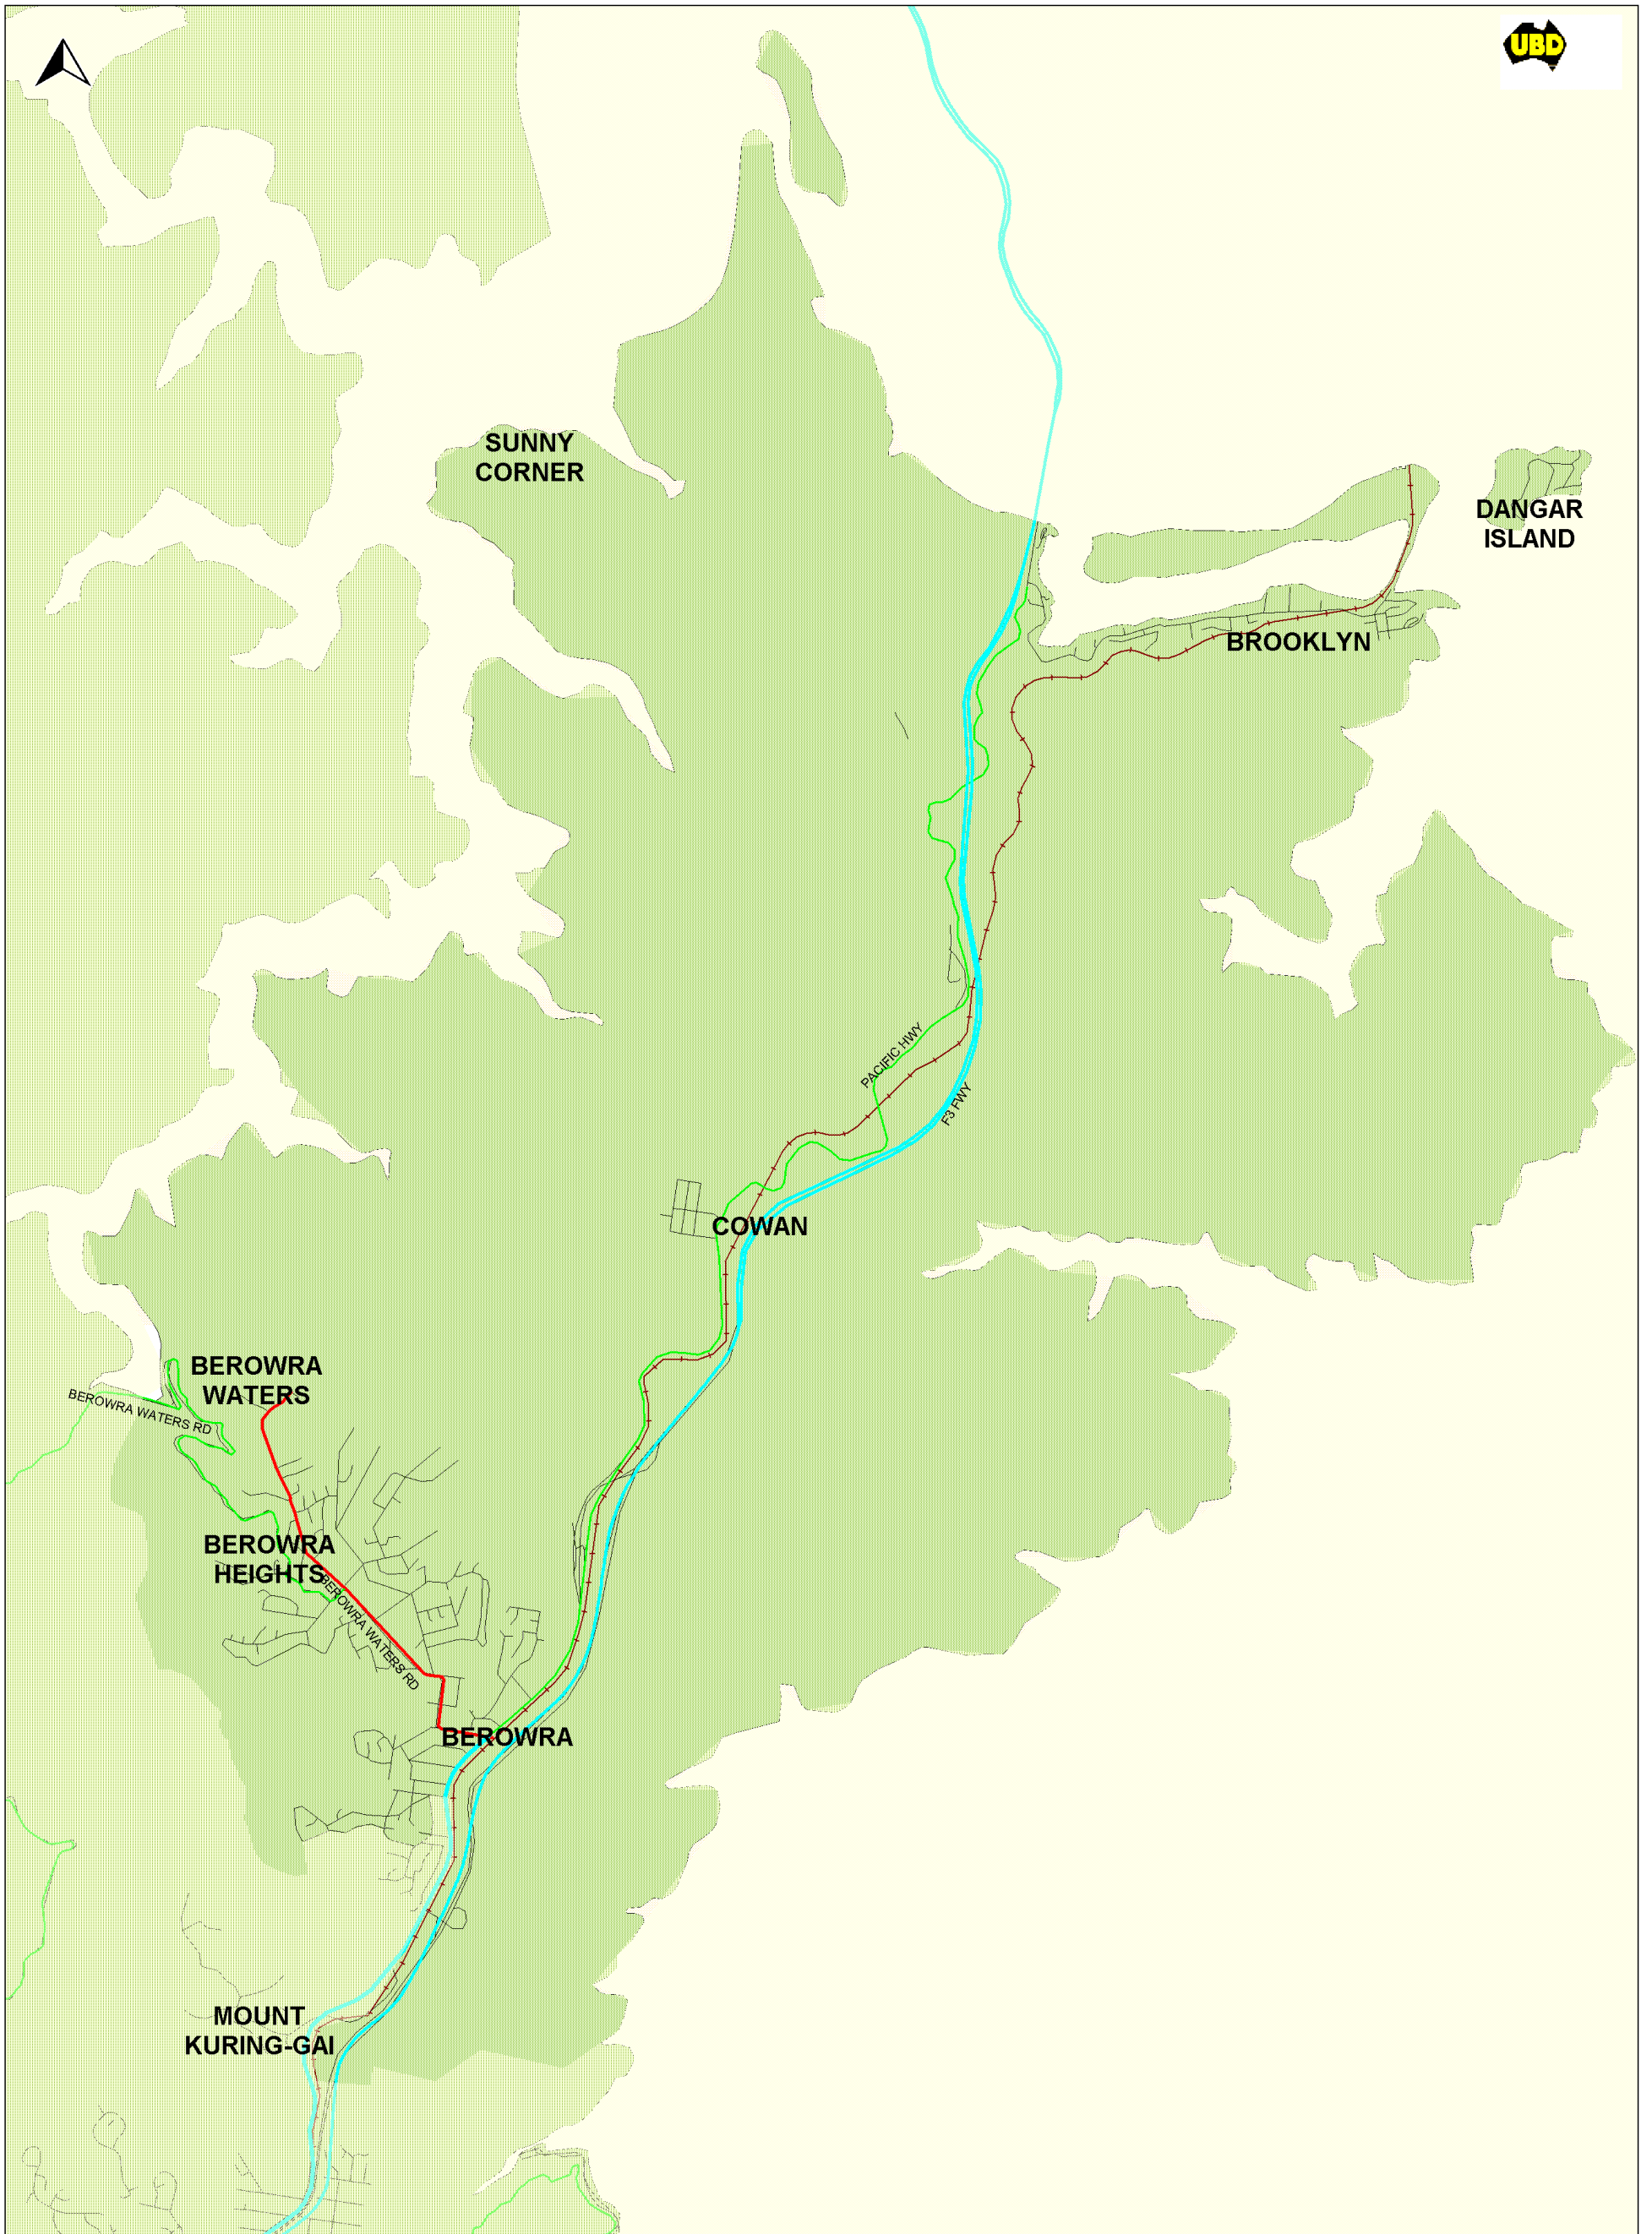 UBD
SUNNY
CORNER
DANGAR
ISLAND
BROOKLYN
PACIFIC HWY
F3 FWY
COWAN
BEROWRA
WATERS
BEROWRA WATERS RD
BEROWRA
HEIGHTS
BEROWRA WATERS RD
BEROWRA
MOUNT
KURING-GAI